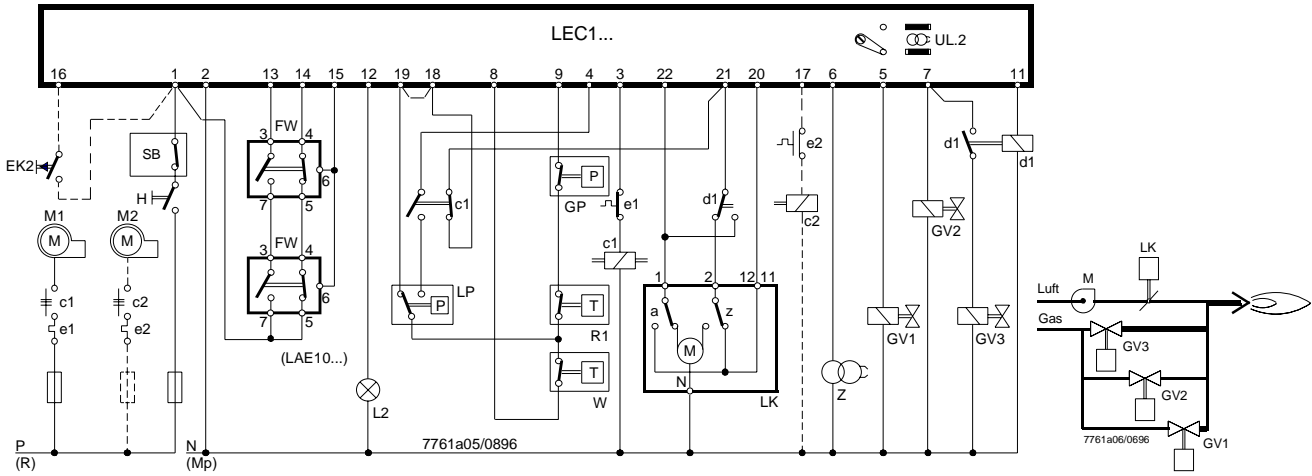 LEC1...
UL.2
16 1 2 13 14 15 12 19 18 8 9 4 3 22 21 20 17 6 5 7 11
EK2
SB
H
M1 M2
M M
c1 c2
e1 e2
P
(R)
N
(Mp)
FW
3 4
6
7 5
FW
3 4
6
7 5
(LAE10...)
L2
c1
LP
P
P
GP
T
R1
T
W
e1
c1
d1
1 2 12 11
a z
M
N
LK
e2
c2
Z
GV1
GV2
d1
d1
GV3
7761a05/0896
LK
Luft
M
Gas
GV3
GV2
GV1
7761a06/0696